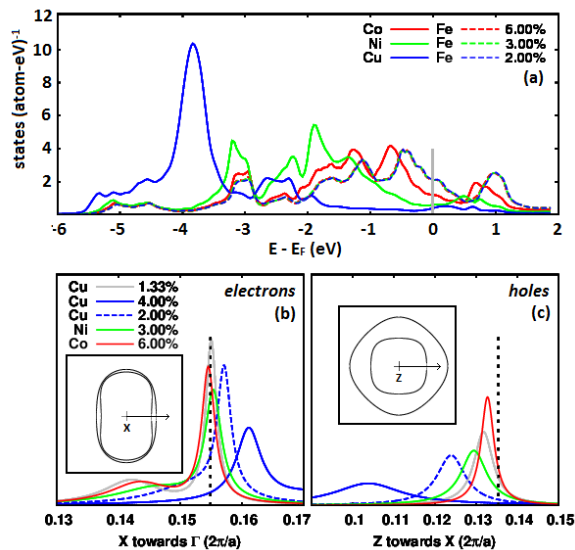 states (atom-eV)-1
12
10
8
6
4
2
Co Fe 6.00%
Ni Fe 3.00%
Cu Fe 2.00%
(a)
-6 -5 -4 -3 -2 -1 0 1 2
E - EF (eV)
Cu 1.33%
Cu 4.00%
Cu 2.00%
Ni 3.00%
Co 6.00%
electrons
(b)
X
0.13 0.14 0.15 0.16 0.17
X towards Γ (2π/a)
holes
(c)
Z
0.1 0.11 0.12 0.13 0.14 0.15
Z towards X (2π/a)